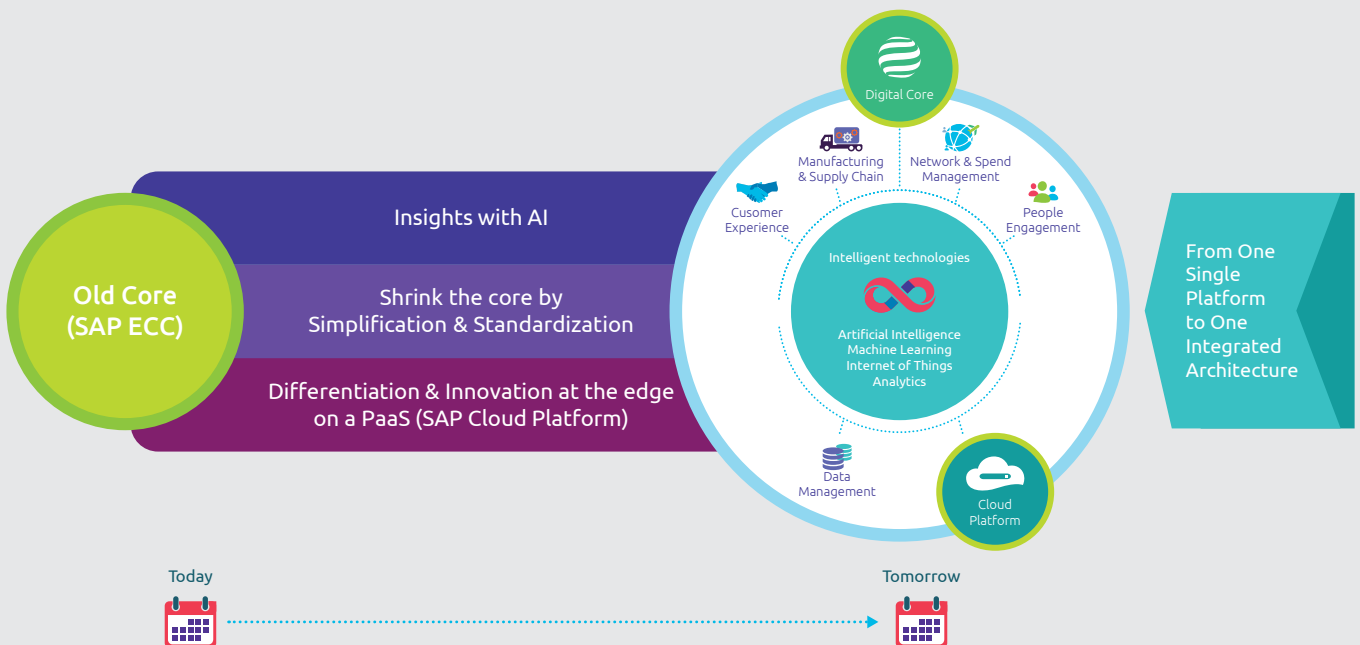 Old Core
(SAP ECC)
Insights with AI
Shrink the core by
Simplification & Standardization
Differentiation & Innovation at the edge
on a PaaS (SAP Cloud Platform)
Digital Core
Manufacturing
& Supply Chain
Network & Spend
Management
Cusomer
Experience
People
Engagement
Intelligent technologies
Artificial Intelligence
Machine Learning
Internet of Things
Analytics
Data
Management
Cloud
Platform
From One
Single
Platform
to One
Integrated
Architecture
Today
Tomorrow